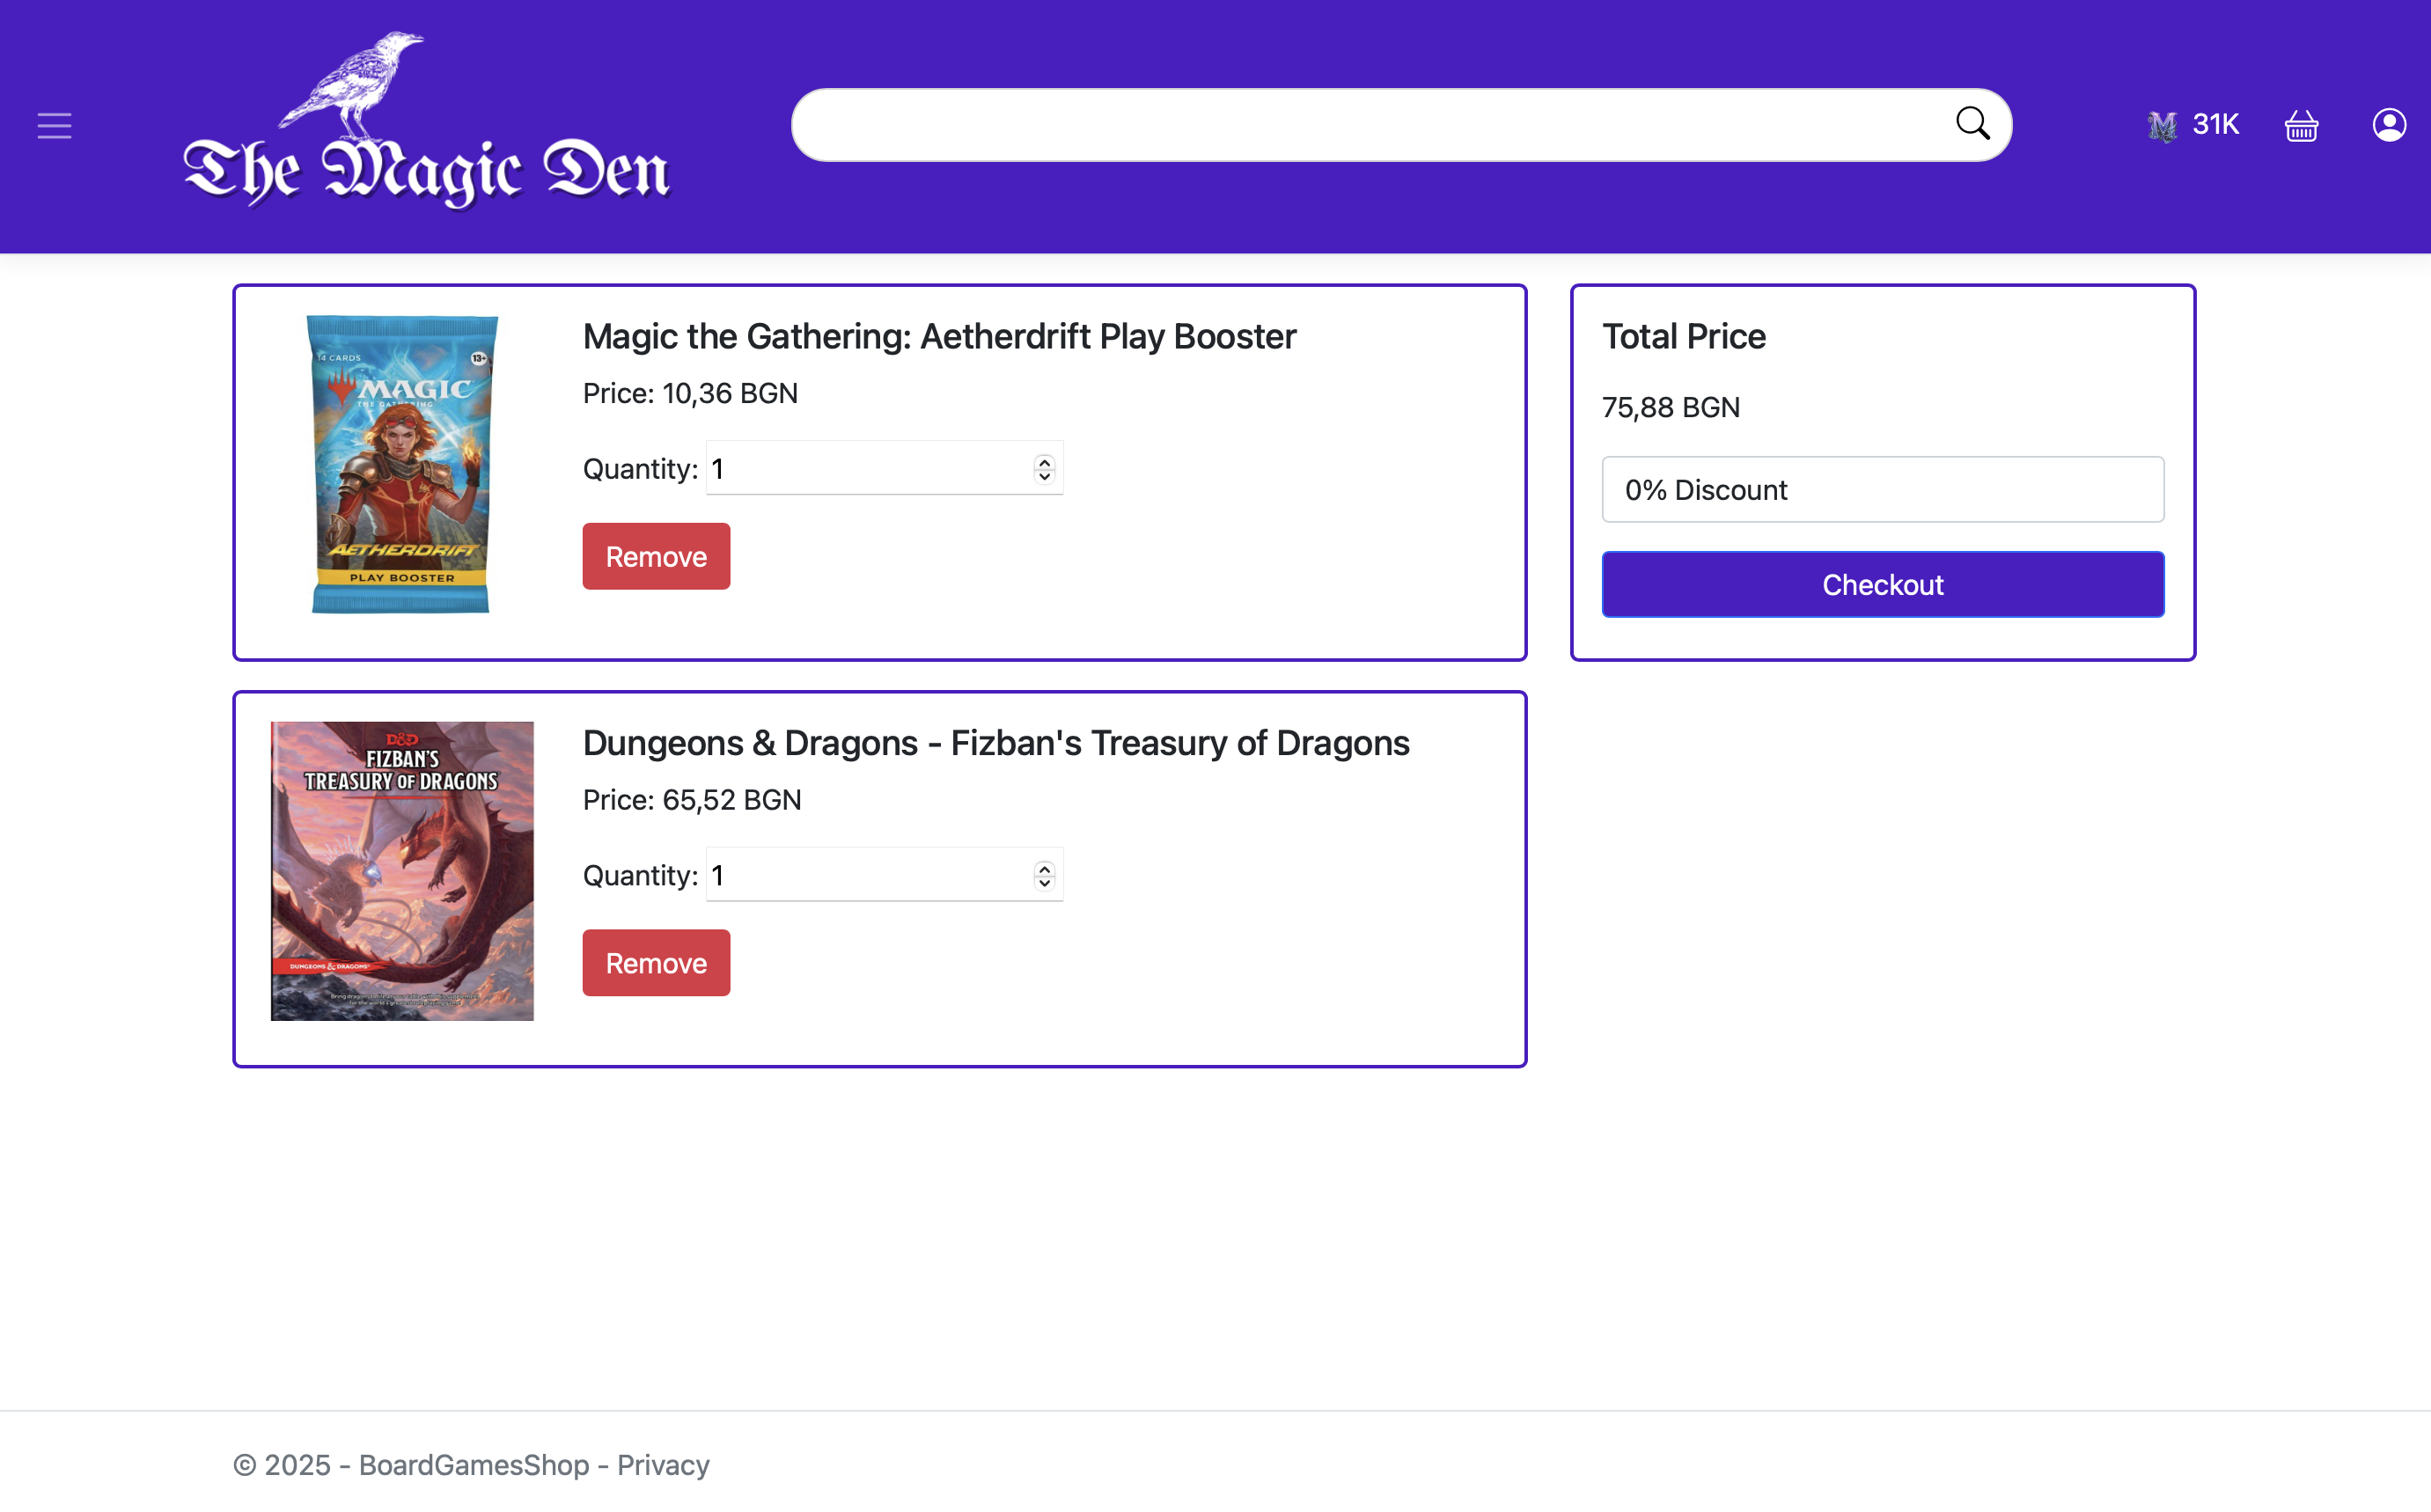 The Magic Den
31K
Magic the Gathering: Aetherdrift Play Booster
Price: 10,36 BGN
Quantity: 1
Remove
14 CARDS
13+
MAGIC
THE GATHERING
AETHERDRIFT
PLAY BOOSTER
Total Price
75,88 BGN
0% Discount
Checkout
Dungeons & Dragons - Fizban's Treasury of Dragons
Price: 65,52 BGN
Quantity: 1
Remove
D&D
FIZBAN'S
TREASURY OF DRAGONS
DUNGEONS & DRAGONS
© 2025 - BoardGamesShop - Privacy